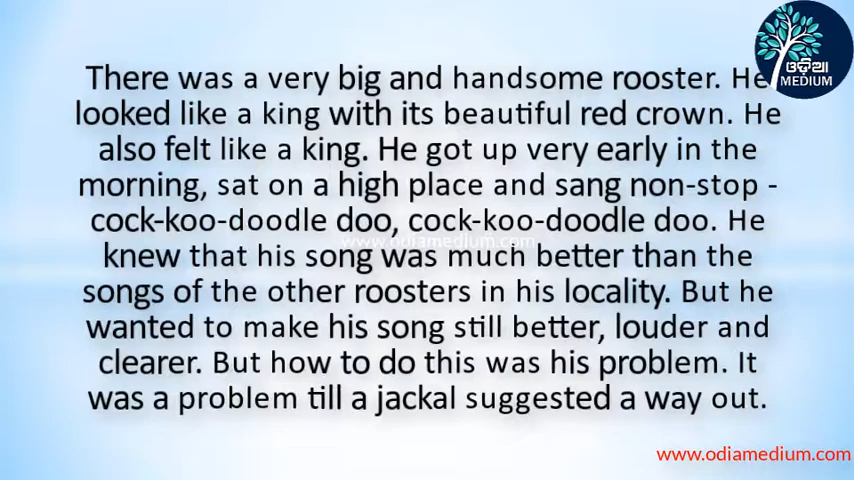 ଓଡ଼ିଆ
MEDIUM
There was a very big and handsome rooster. He
looked like a king with its beautiful red crown. He
also felt like a king. He got up very early in the
morning, sat on a high place and sang non-stop -
cock-koo-doodle doo, cock-koo-doodle doo. He
knew that his song was much better than the
www.odiamedium.com
songs of the other roosters in his locality. But he
wanted to make his song still better, louder and
clearer. But how to do this was his problem. It
was a problem till a jackal suggested a way out.
www.odiamedium.com